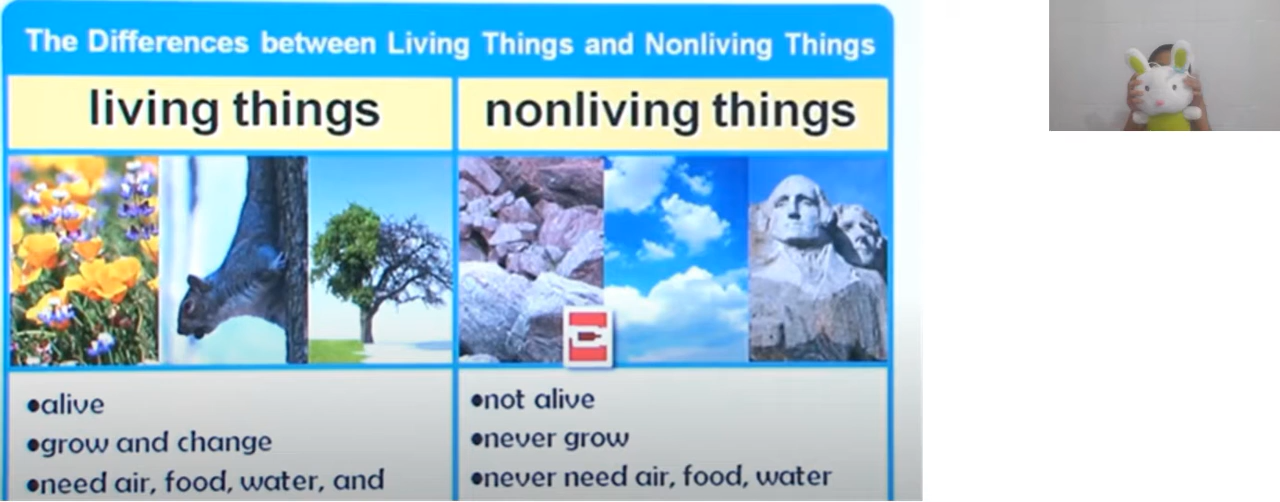 The Differences between Living Things and Nonliving Things
living things
nonliving things
•alive
•grow and change
•need air, food, water, and
•not alive
•never grow
•never need air, food, water